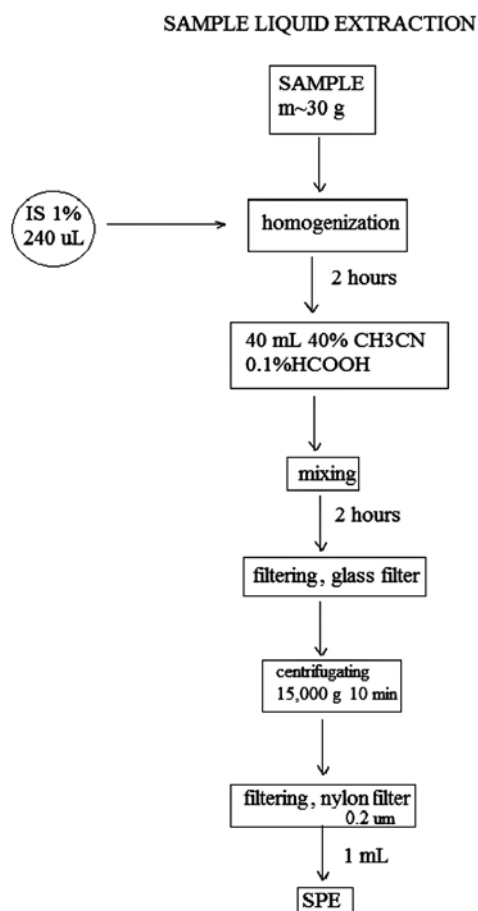 SAMPLE LIQUID EXTRACTION
SAMPLE
m~30 g
IS 1%
240 uL
homogenization
2 hours
40 mL 40% CH3CN
0.1%HCOOH
mixing
2 hours
filtering, glass filter
centrifugating
15,000 g 10 min
filtering, nylon filter
0.2 um
1 mL
SPE